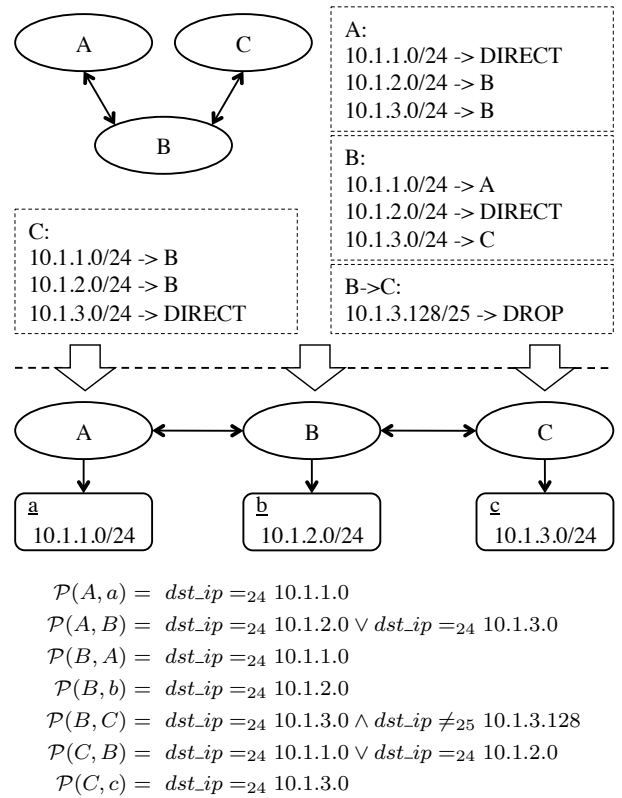 A
C
B
A:
10.1.1.0/24 -> DIRECT
10.1.2.0/24 -> B
10.1.3.0/24 -> B
B:
10.1.1.0/24 -> A
10.1.2.0/24 -> DIRECT
10.1.3.0/24 -> C
C:
10.1.1.0/24 -> B
10.1.2.0/24 -> B
10.1.3.0/24 -> DIRECT
B->C:
10.1.3.128/25 -> DROP
A
B
C
a
10.1.1.0/24
b
10.1.2.0/24
c
10.1.3.0/24
𝒫(A, a) = dst_ip =₂₄ 10.1.1.0
𝒫(A, B) = dst_ip =₂₄ 10.1.2.0 ∨ dst_ip =₂₄ 10.1.3.0
𝒫(B, A) = dst_ip =₂₄ 10.1.1.0
𝒫(B, b) = dst_ip =₂₄ 10.1.2.0
𝒫(B, C) = dst_ip =₂₄ 10.1.3.0 ∧ dst_ip ≠₂₅ 10.1.3.128
𝒫(C, B) = dst_ip =₂₄ 10.1.1.0 ∨ dst_ip =₂₄ 10.1.2.0
𝒫(C, c) = dst_ip =₂₄ 10.1.3.0